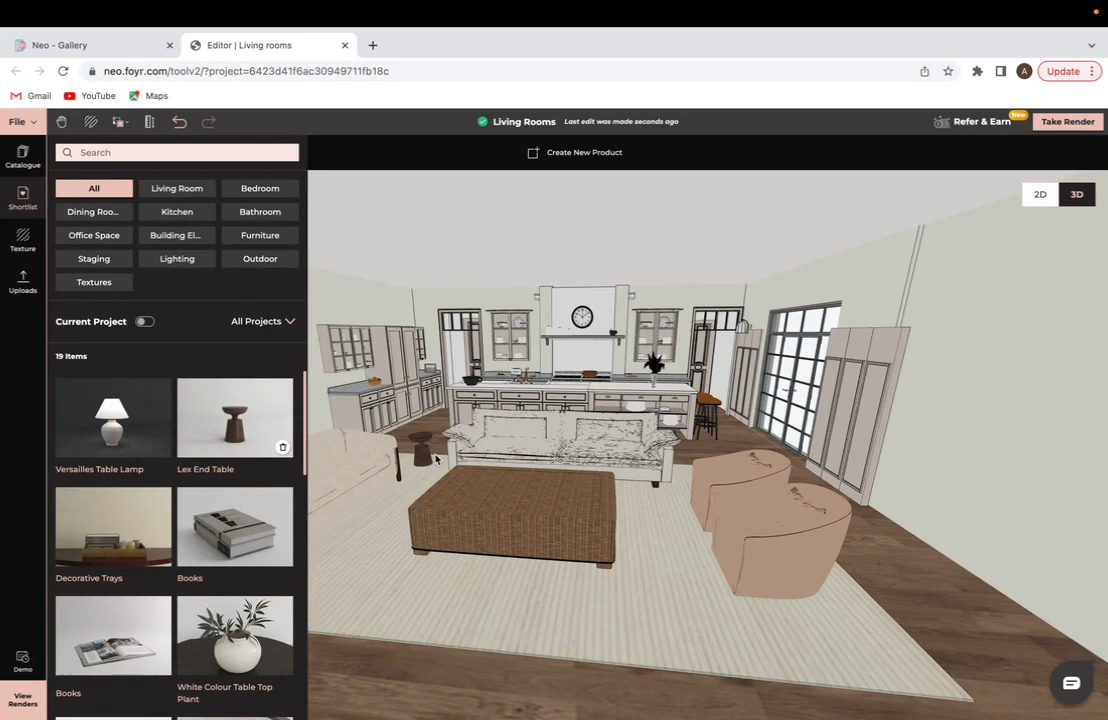 Neo - Gallery
Editor | Living rooms
neo.foyr.com/toolv2/?project=6423d41f6ac30949711fb18c
A
Update
Gmail
YouTube
Maps
File
Living Rooms
Last edit was made seconds ago
Refer & Earn
New
Take Render
Catalogue
Search
Create New Product
All
Living Room
Bedroom
2D
3D
Shortlist
Dining Roo...
Kitchen
Bathroom
Office Space
Building El...
Furniture
Texture
Staging
Lighting
Outdoor
Uploads
Textures
Current Project
All Projects
19 Items
Versailles Table Lamp
Lex End Table
Decorative Trays
Books
Books
White Colour Table Top
Plant
Demo
View
Renders